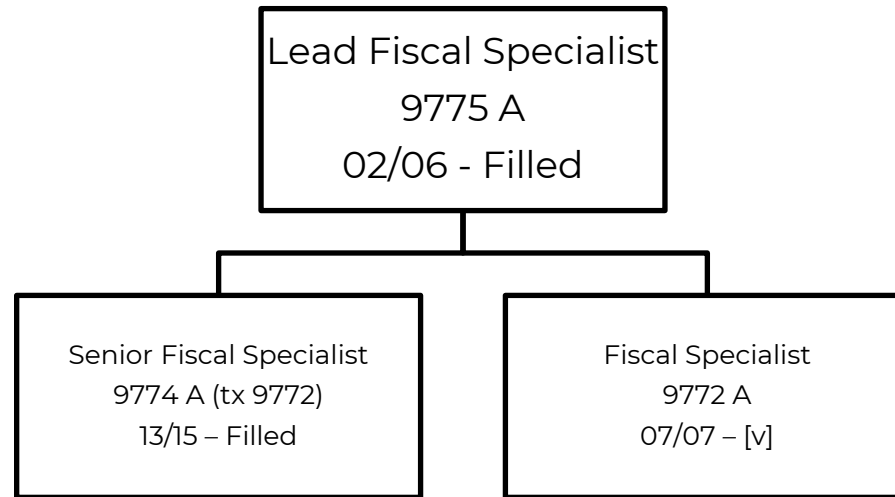 Lead Fiscal Specialist
9775 A
02/06 - Filled
Senior Fiscal Specialist
9774 A (tx 9772)
13/15 – Filled
Fiscal Specialist
9772 A
07/07 – [v]